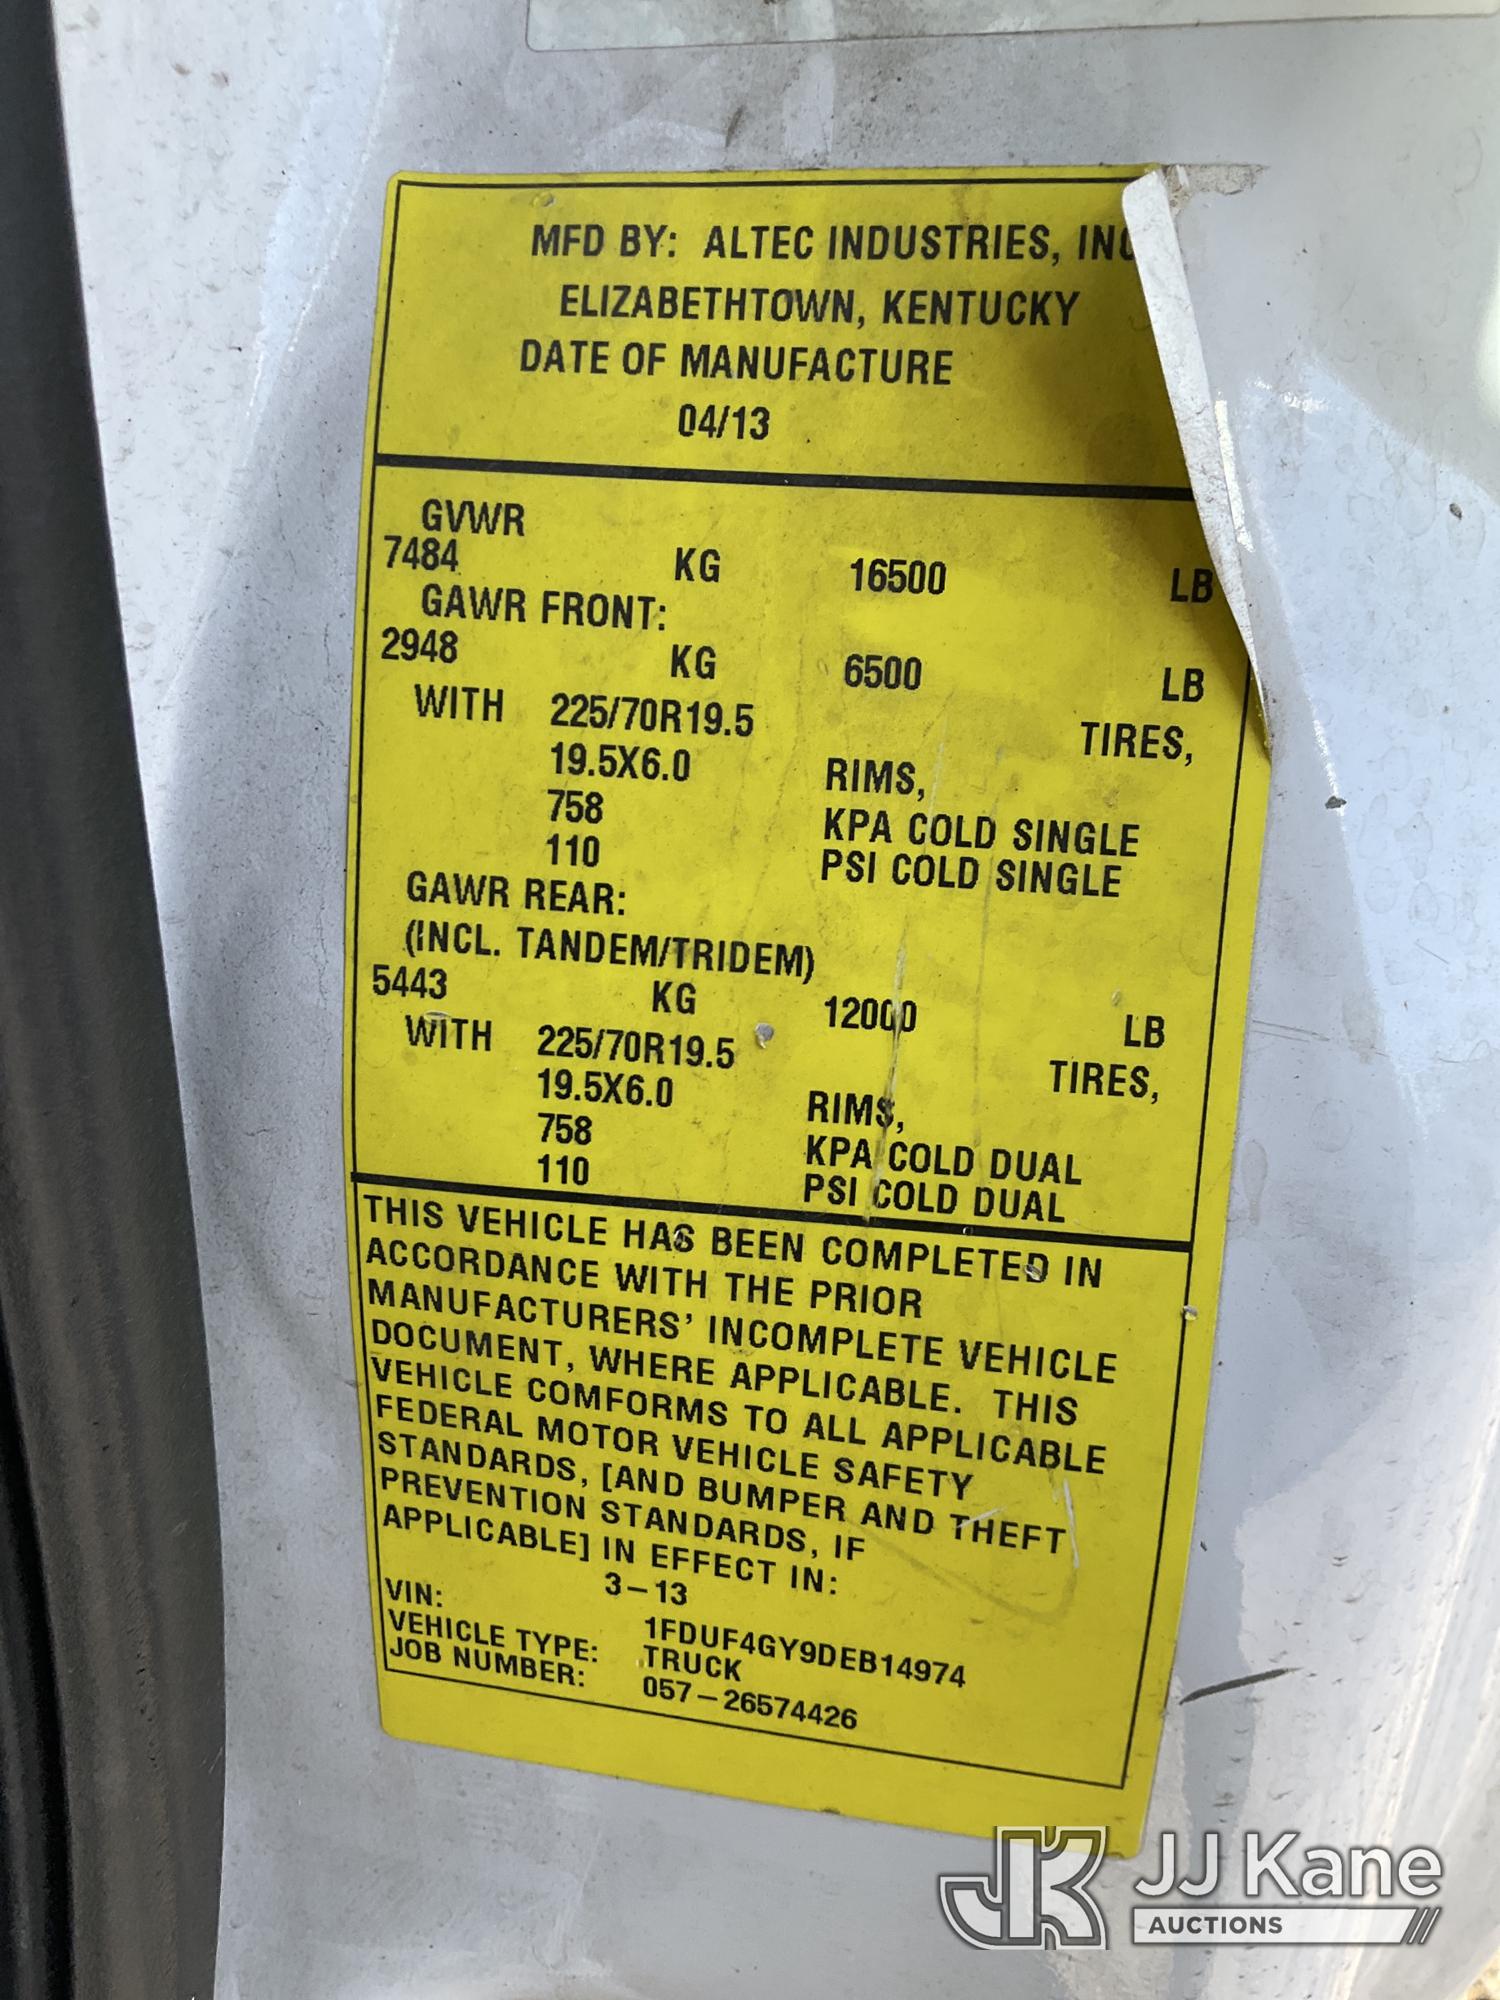 MFD BY: ALTEC INDUSTRIES, INC
ELIZABETHTOWN, KENTUCKY
DATE OF MANUFACTURE
04/13
GVWR
7484 KG 16500 LB
GAWR FRONT:
2948 KG 6500 LB
WITH 225/70R19.5 TIRES,
19.5X6.0 RIMS,
758 KPA COLD SINGLE
110 PSI COLD SINGLE
GAWR REAR:
(INCL. TANDEM/TRIDEM)
5443 KG 12000 LB
WITH 225/70R19.5 TIRES,
19.5X6.0 RIMS,
758 KPA COLD DUAL
110 PSI COLD DUAL
THIS VEHICLE HAS BEEN COMPLETED IN
ACCORDANCE WITH THE PRIOR
MANUFACTURERS' INCOMPLETE VEHICLE
DOCUMENT, WHERE APPLICABLE. THIS
VEHICLE COMFORMS TO ALL APPLICABLE
FEDERAL MOTOR VEHICLE SAFETY
STANDARDS, [AND BUMPER AND THEFT
PREVENTION STANDARDS, IF
APPLICABLE] IN EFFECT IN:
3-13
VIN: 1FDUF4GY9DEB14974
VEHICLE TYPE: TRUCK
JOB NUMBER: 057-26574426
JK JJ Kane
AUCTIONS